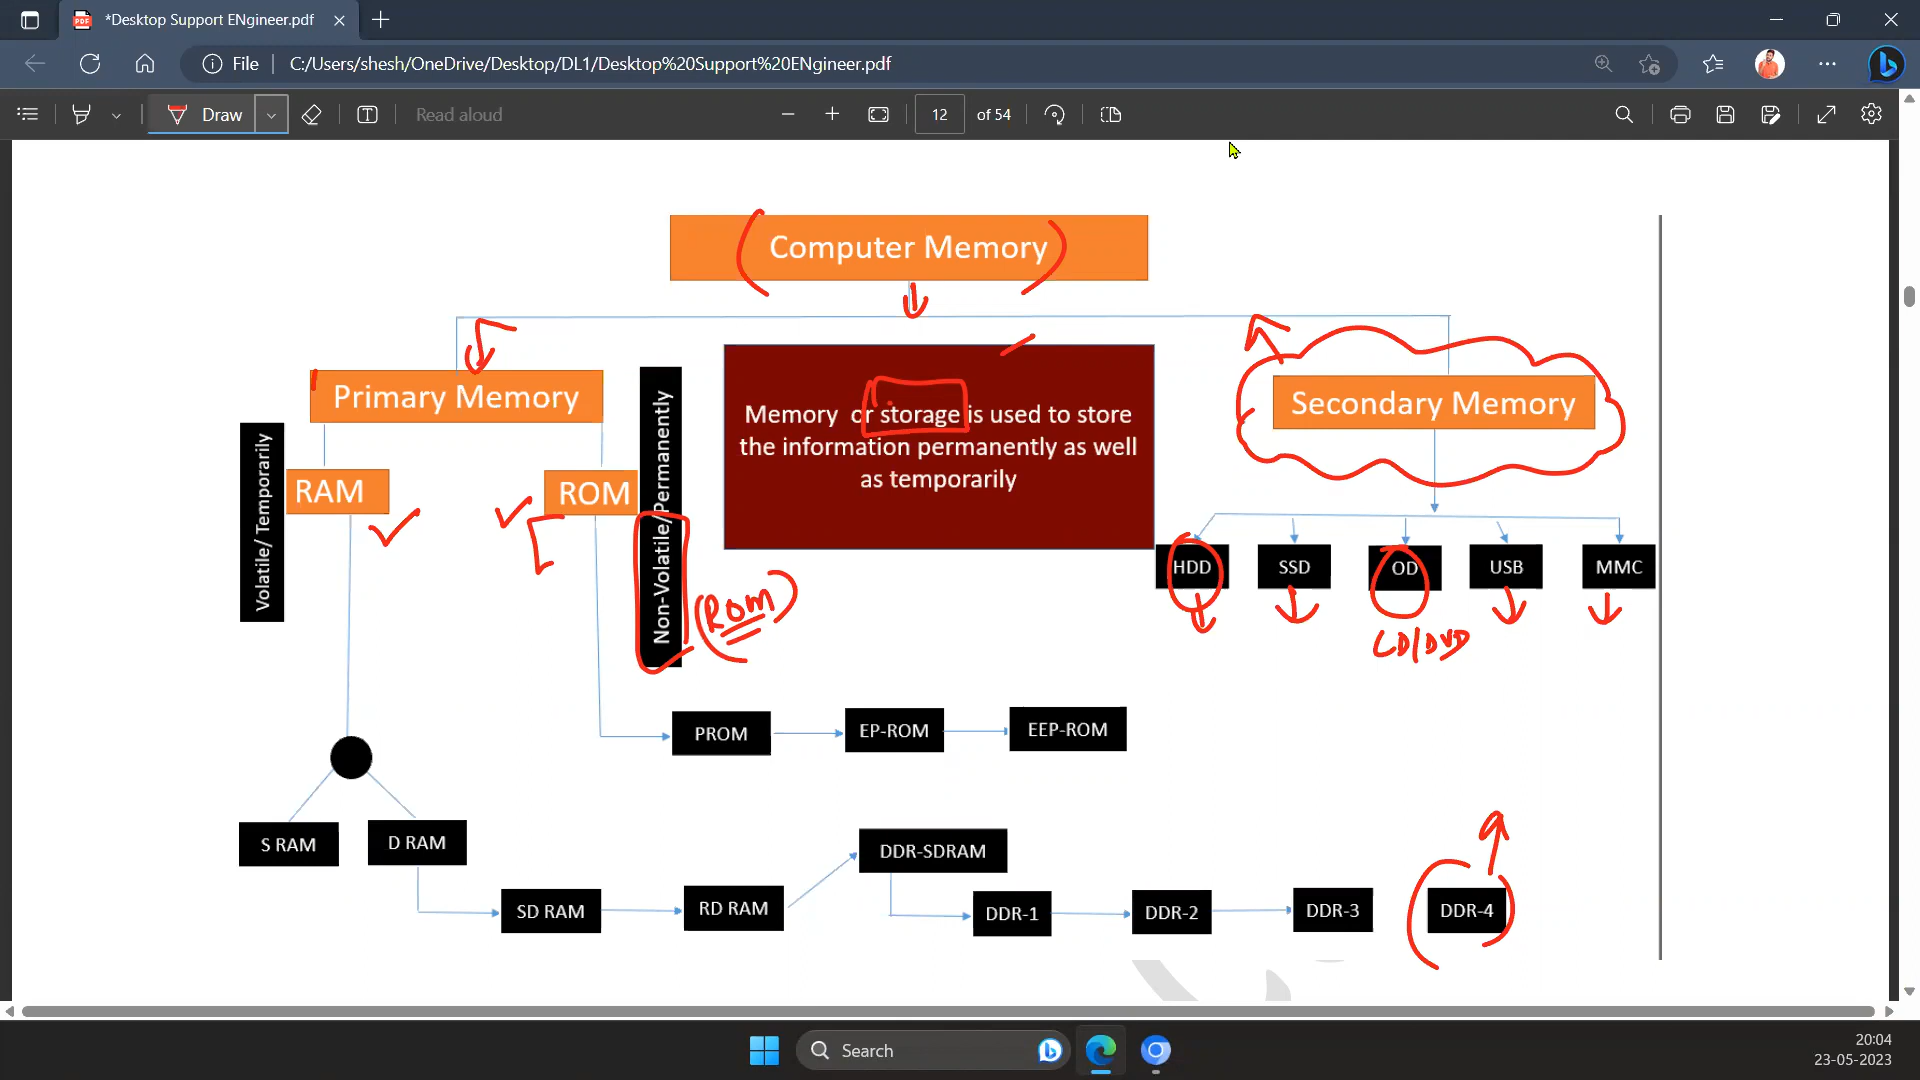 *Desktop Support ENgineer.pdf
File
C:/Users/shesh/OneDrive/Desktop/DL1/Desktop%20Support%20ENgineer.pdf
Draw
Read aloud
12 of 54
Computer Memory
Primary Memory
Secondary Memory
Memory or storage is used to store
the information permanently as well
as temporarily
Volatile/ Temporarily
RAM
ROM
Non-Volatile/Permanently
(Rom)
HDD
SSD
OD
USB
MMC
CD/DVD
PROM
EP-ROM
EEP-ROM
S RAM
D RAM
DDR-SDRAM
SD RAM
RD RAM
DDR-1
DDR-2
DDR-3
DDR-4
Search
20:04
23-05-2023